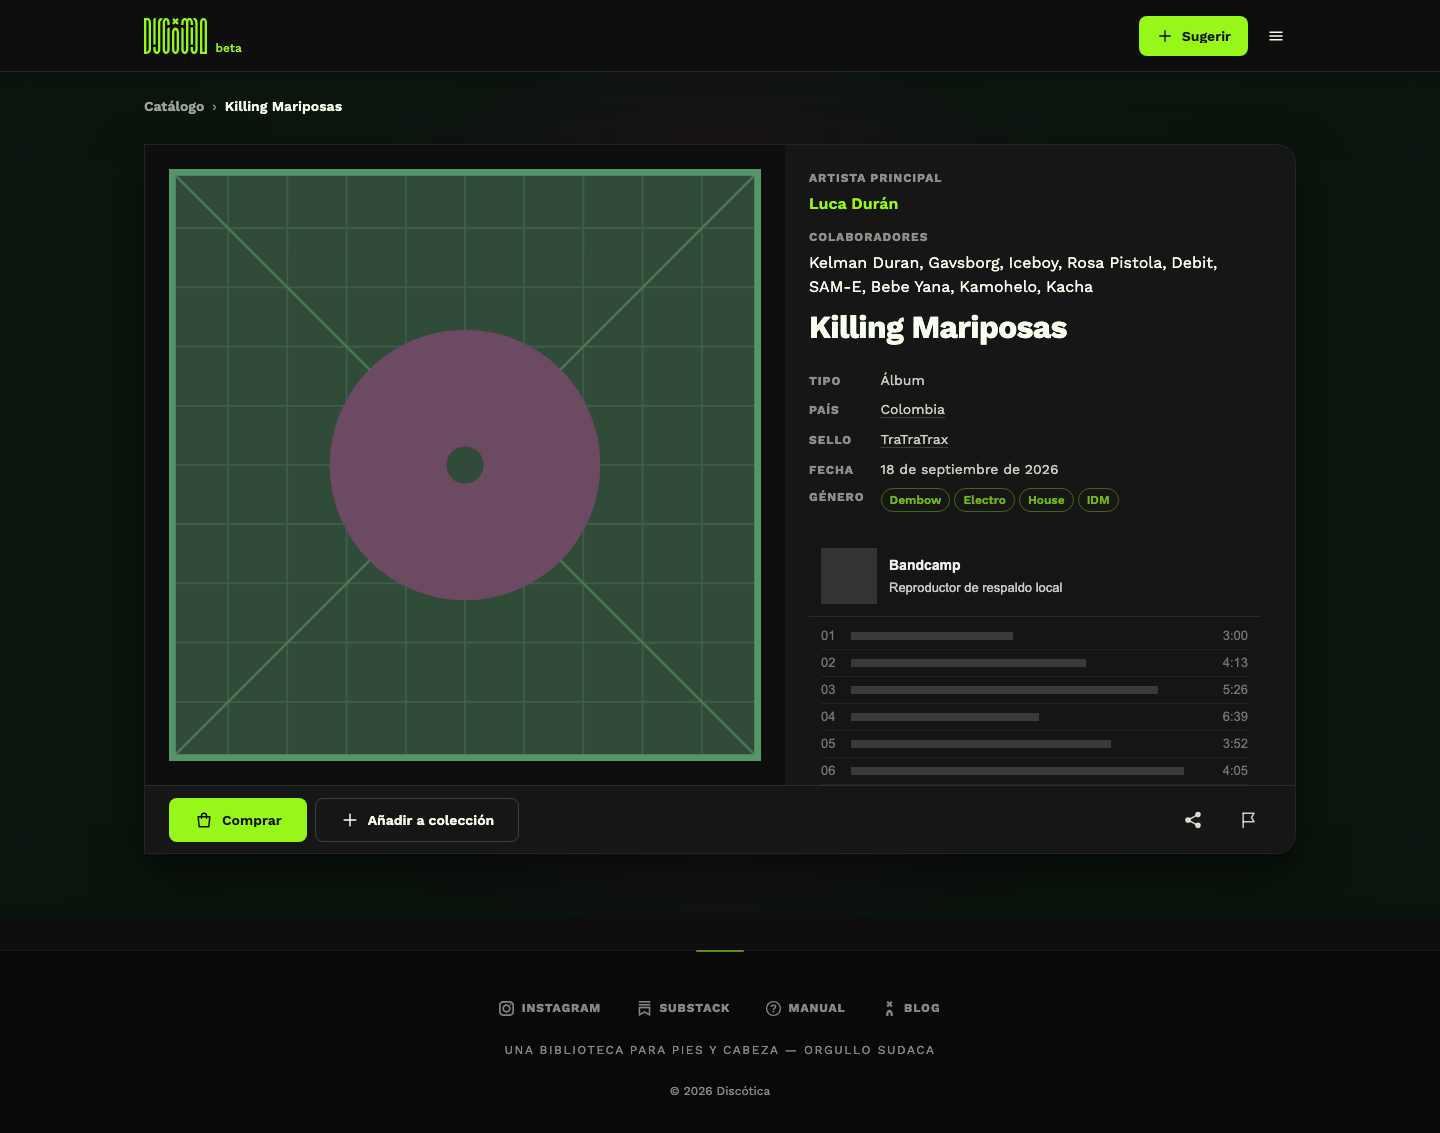 DISCÓTICA beta
Sugerir
Catálogo › Killing Mariposas
ARTISTA PRINCIPAL
Luca Durán
COLABORADORES
Kelman Duran, Gavsborg, Iceboy, Rosa Pistola, Debit,
SAM-E, Bebe Yana, Kamohelo, Kacha
Killing Mariposas
TIPO Álbum
PAÍS Colombia
SELLO TraTraTrax
FECHA 18 de septiembre de 2026
GÉNERO Dembow Electro House IDM
Bandcamp
Reproductor de respaldo local
01 3:00
02 4:13
03 5:26
04 6:39
05 3:52
06 4:05
Comprar
Añadir a colección
INSTAGRAM SUBSTACK MANUAL BLOG
UNA BIBLIOTECA PARA PIES Y CABEZA — ORGULLO SUDACA
© 2026 Discótica